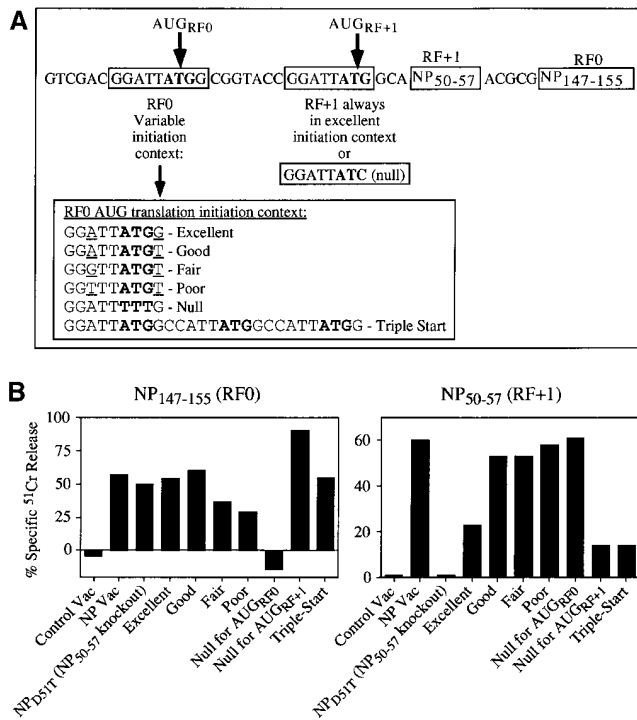 A
AUGRF0 AUGRF+1
RF+1 RF0
GTCGAC GGATTATGG CGGTACC GGATTATG GCA NP50-57 ACGCG NP147-155
RF0
Variable
initiation
context:
RF+1 always
in excellent
initiation context
or
GGATTATC (null)
RF0 AUG translation initiation context:
GGATTATGG - Excellent
GGATTATGT - Good
GGGTTATGT - Fair
GGTTTATGT - Poor
GGATTTTTG - Null
GGATTATGGCCATTATGGCCATTATGG - Triple Start
B
NP147-155 (RF0)
% Specific 51Cr Release
100
75
50
25
0
Control Vac
NP Vac
NPD51T (NP50-57 knockout)
Excellent
Good
Fair
Poor
Null for AUGRF0
Null for AUGRF+1
Triple-Start
NP50-57 (RF+1)
60
40
20
0
Control Vac
NP Vac
NPD51T (NP50-57 knockout)
Excellent
Good
Fair
Poor
Null for AUGRF0
Null for AUGRF+1
Triple-Start